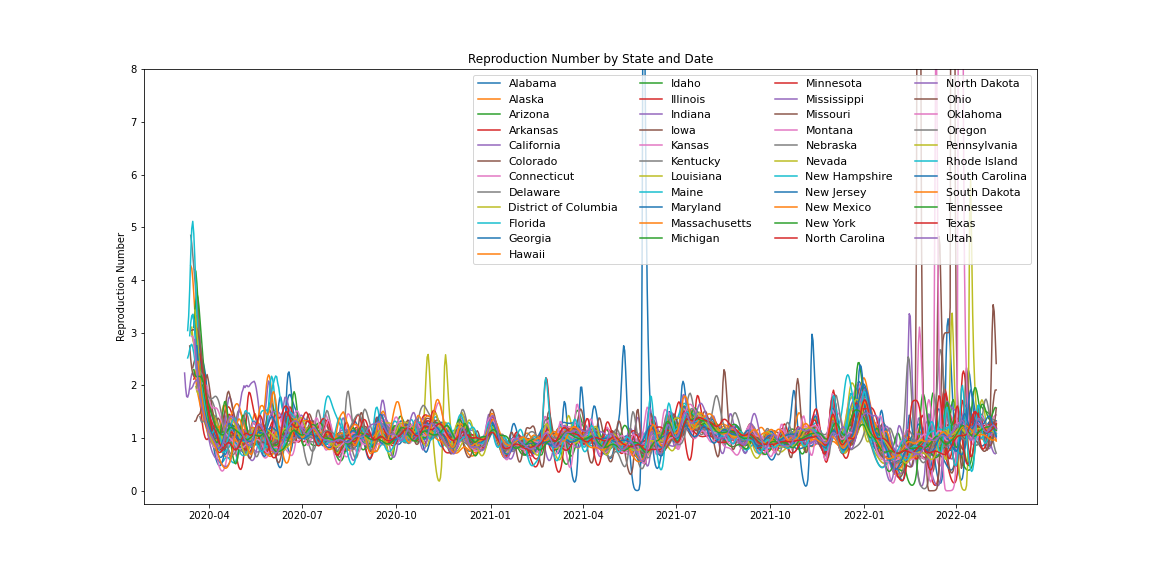 Reproduction Number by State and Date
Reproduction Number
8
7
6
5
4
3
2
1
0
Alabama
Alaska
Arizona
Arkansas
California
Colorado
Connecticut
Delaware
District of Columbia
Florida
Georgia
Hawaii
Idaho
Illinois
Indiana
Iowa
Kansas
Kentucky
Louisiana
Maine
Maryland
Massachusetts
Michigan
Minnesota
Mississippi
Missouri
Montana
Nebraska
Nevada
New Hampshire
New Jersey
New Mexico
New York
North Carolina
North Dakota
Ohio
Oklahoma
Oregon
Pennsylvania
Rhode Island
South Carolina
South Dakota
Tennessee
Texas
Utah
2020-04 2020-07 2020-10 2021-01 2021-04 2021-07 2021-10 2022-01 2022-04